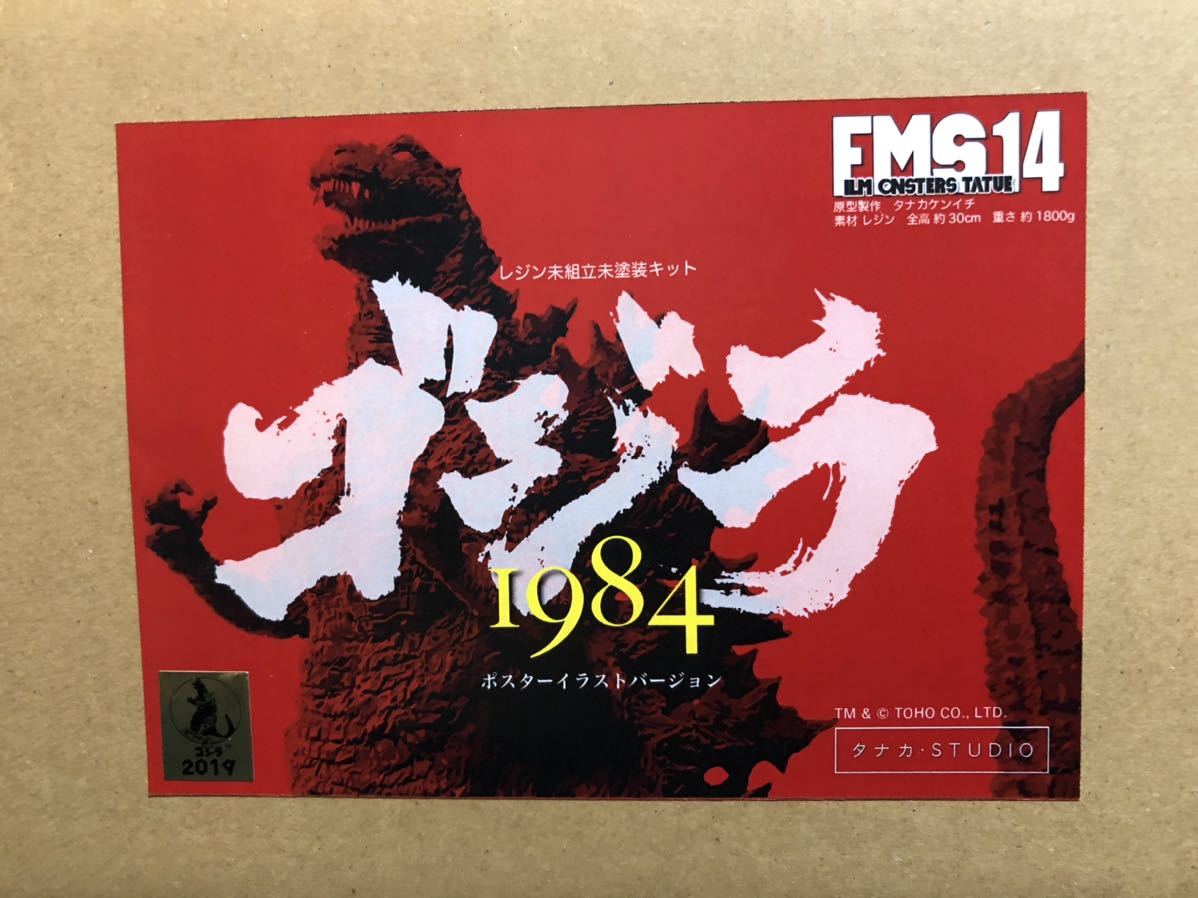 FMS14
ILM ONSTERS TATUE
原型製作 タナカケンイチ
素材 レジン 全高 約30cm 重さ 約1800g
レジン未組立未塗装キット
ゴジラ
1984
ポスターイラストバージョン
TM & © TOHO CO., LTD.
タナカ・STUDIO
ゴジラ
2019